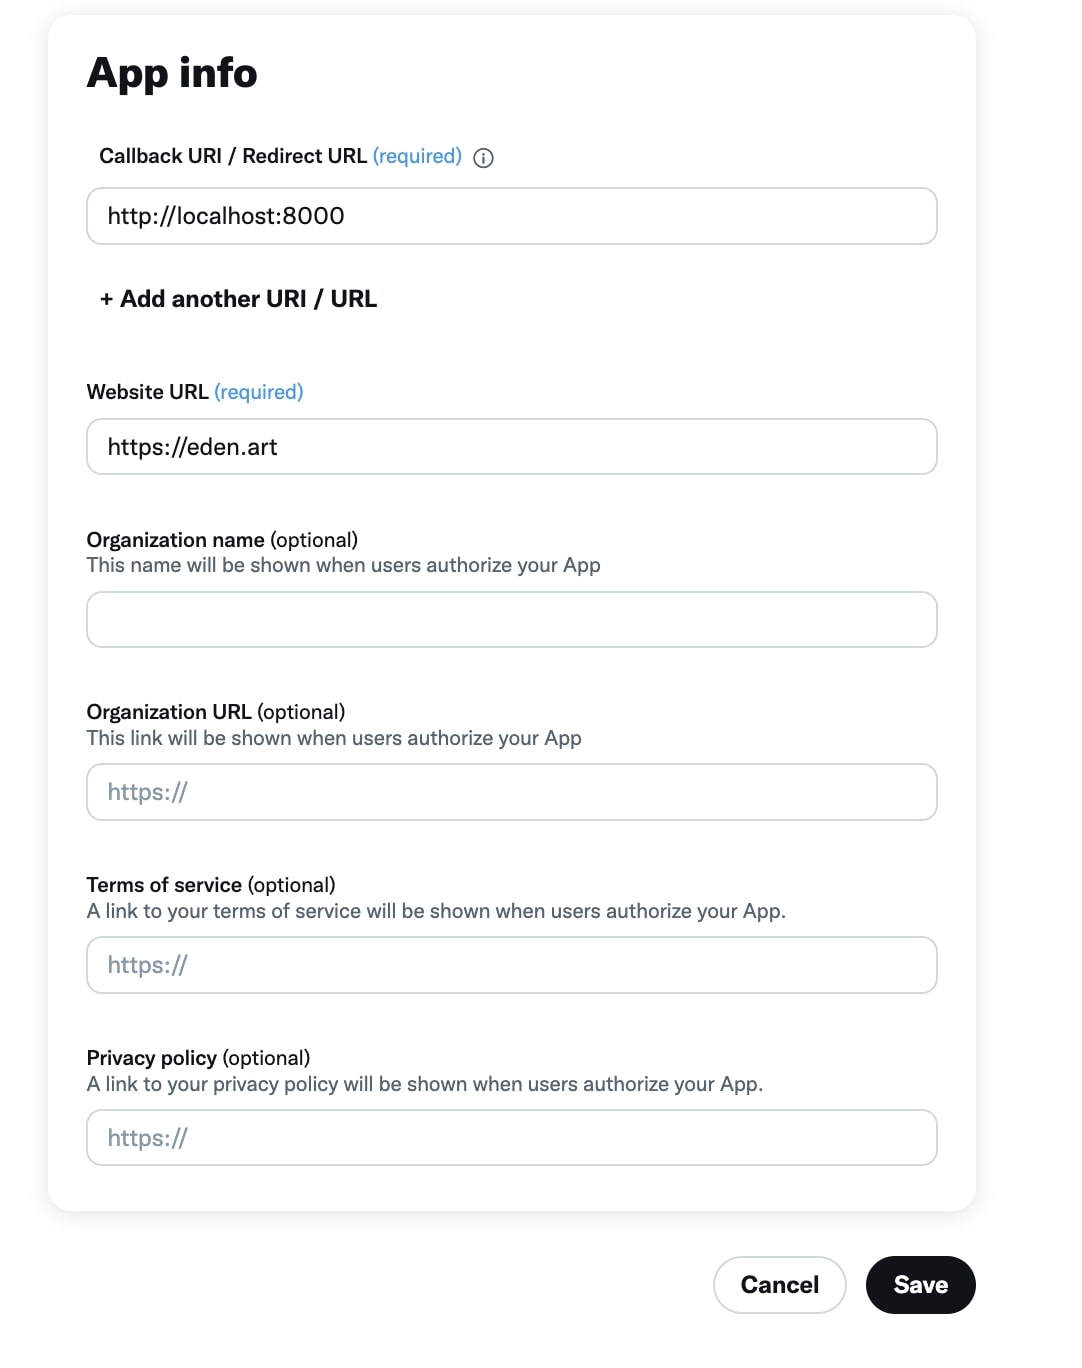 App info
Callback URI / Redirect URL (required)
http://localhost:8000
+ Add another URI / URL
Website URL (required)
https://eden.art
Organization name (optional)
This name will be shown when users authorize your App
Organization URL (optional)
This link will be shown when users authorize your App
https://
Terms of service (optional)
A link to your terms of service will be shown when users authorize your App.
https://
Privacy policy (optional)
A link to your privacy policy will be shown when users authorize your App.
https://
Cancel Save